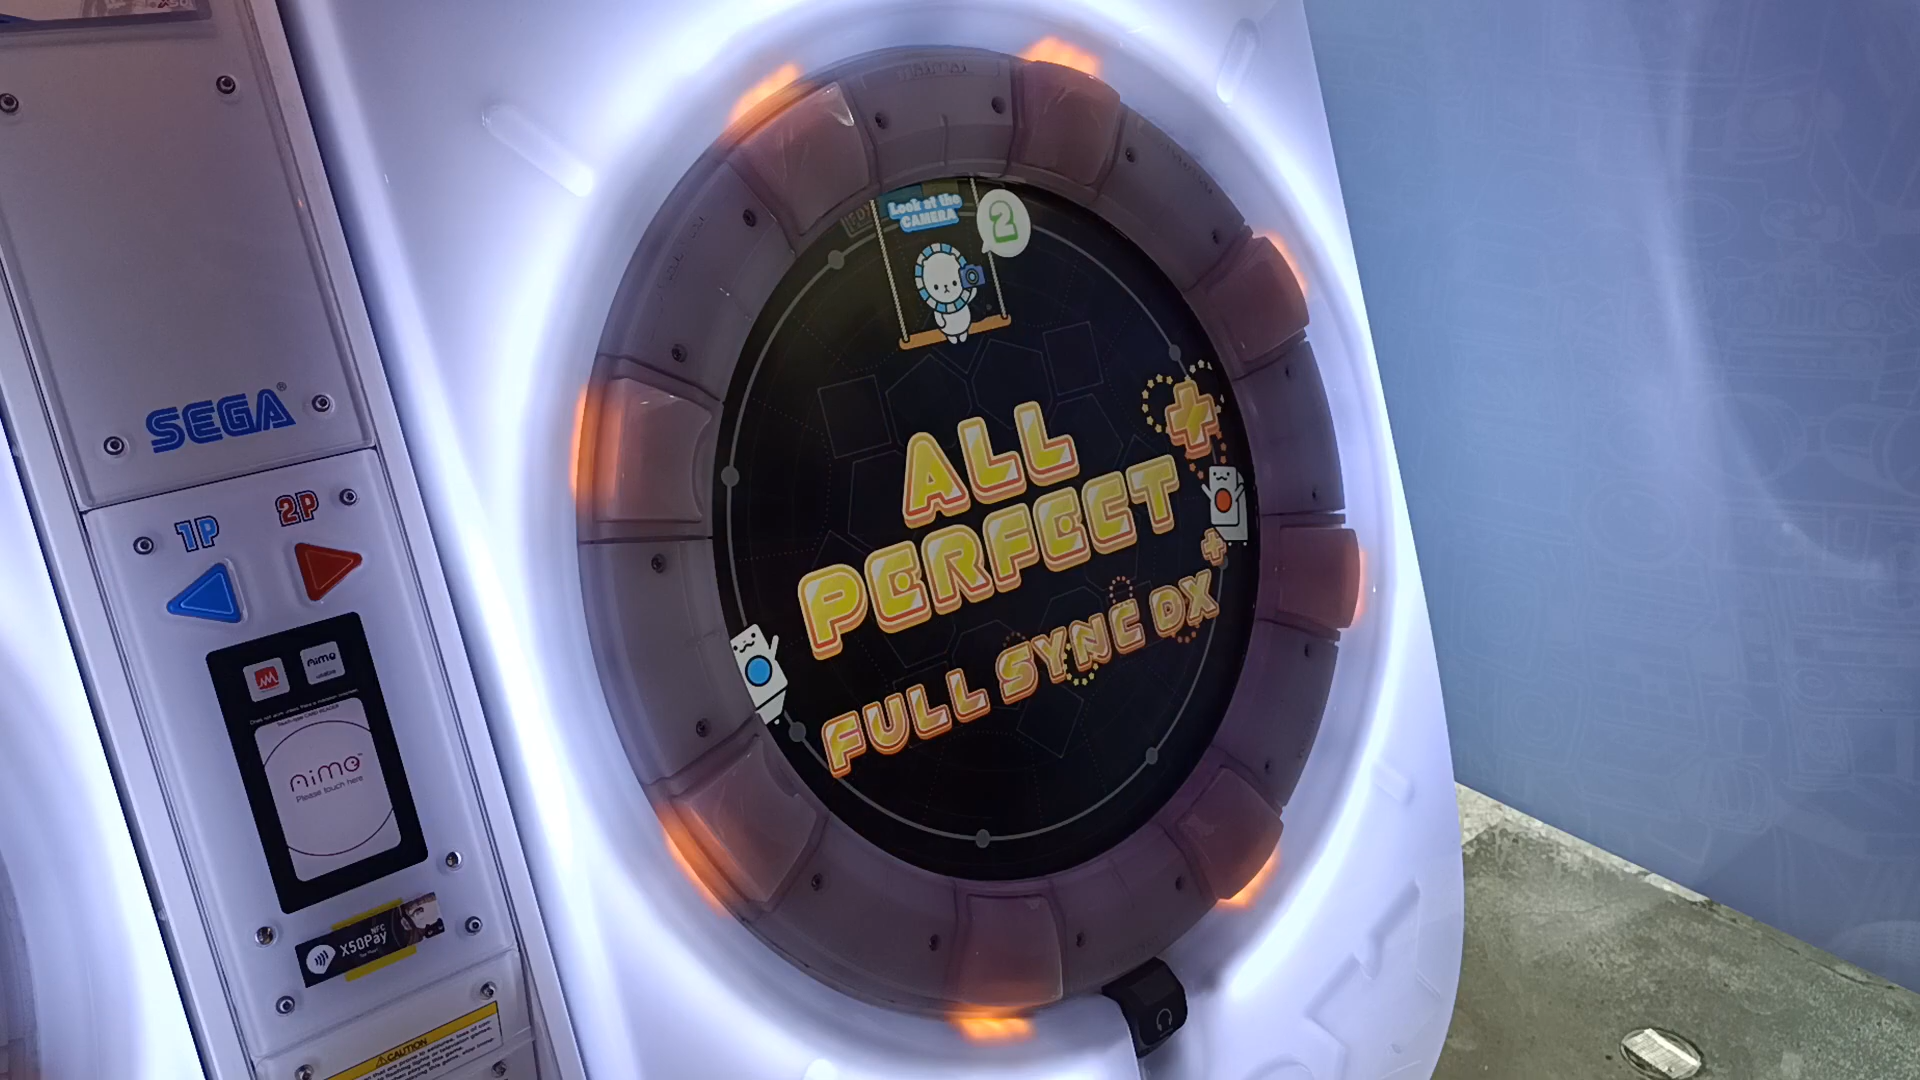 SEGA®
1P
2P
Aime
Aime
Please touch here
NFC
X50Pay
CAUTION
maimai
Look at the
CAMERA
2
ALL
PERFECT
+
FULL SYNC DX
+